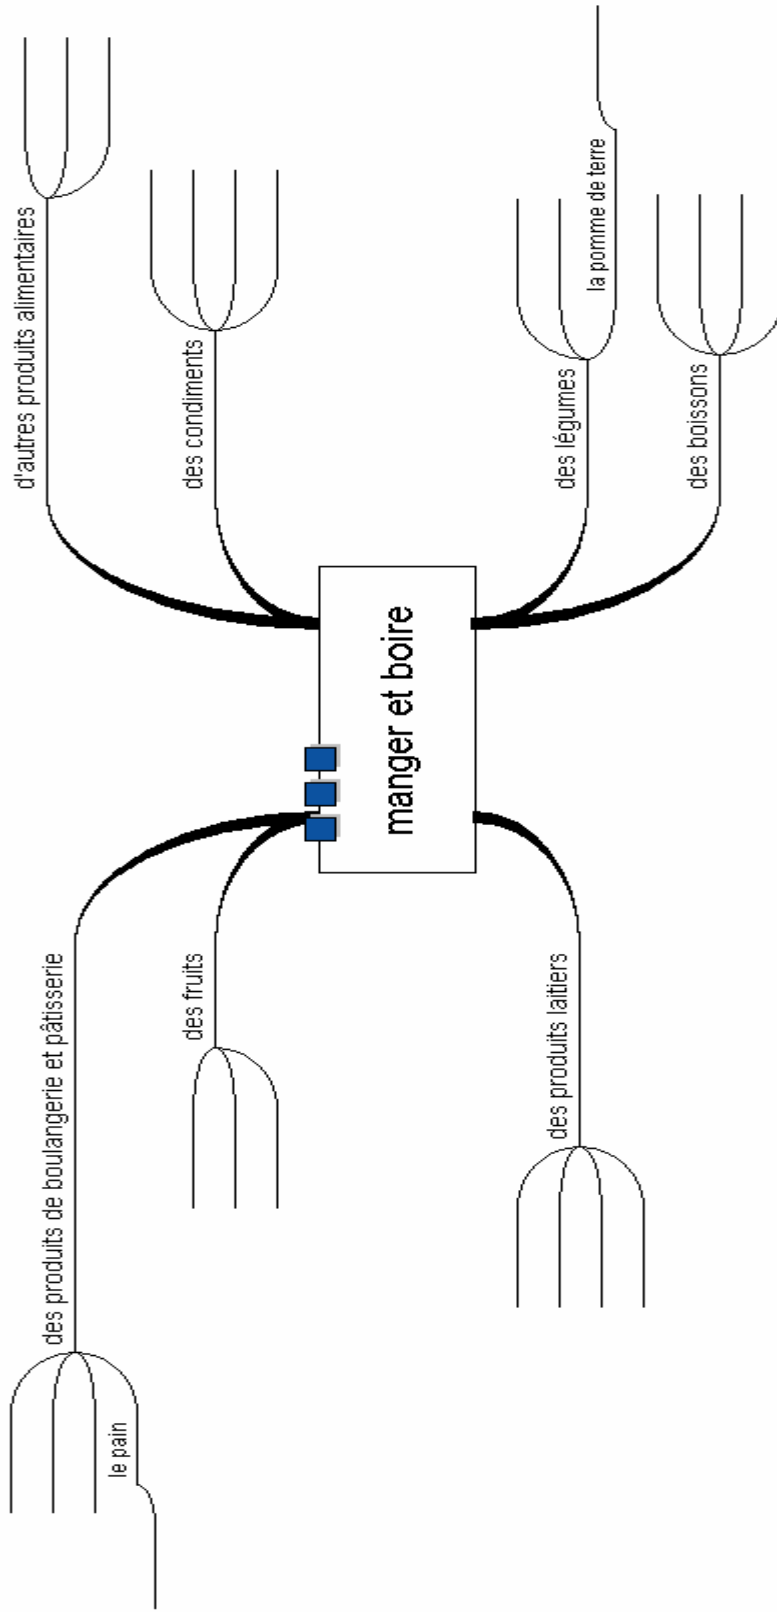 manger et boire
des produits de boulangerie et pâtisserie
le pain
des fruits
des produits laitiers
d'autres produits alimentaires
des condiments
des légumes
la pomme de terre
des boissons